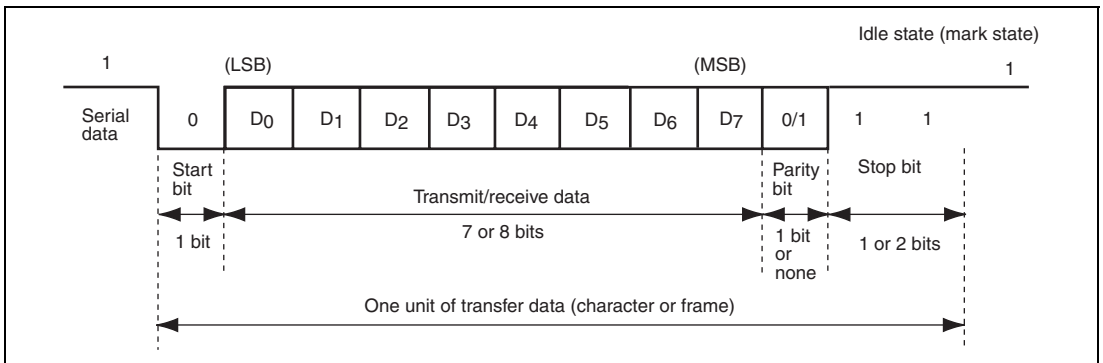 Idle state (mark state)
1 (LSB) (MSB) 1
Serial
data
0 D0 D1 D2 D3 D4 D5 D6 D7 0/1 1 1
Start
bit
Parity
bit
Stop bit
Transmit/receive data
1 bit
7 or 8 bits
1 bit
or
none
1 or 2 bits
One unit of transfer data (character or frame)